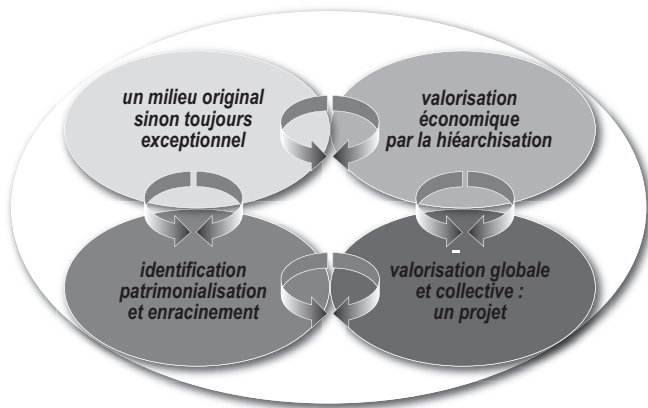 un milieu original
sinon toujours
exceptionnel
valorisation
économique
par la hiéarchisation
identification
patrimonialisation
et enracinement
valorisation globale
et collective :
un projet